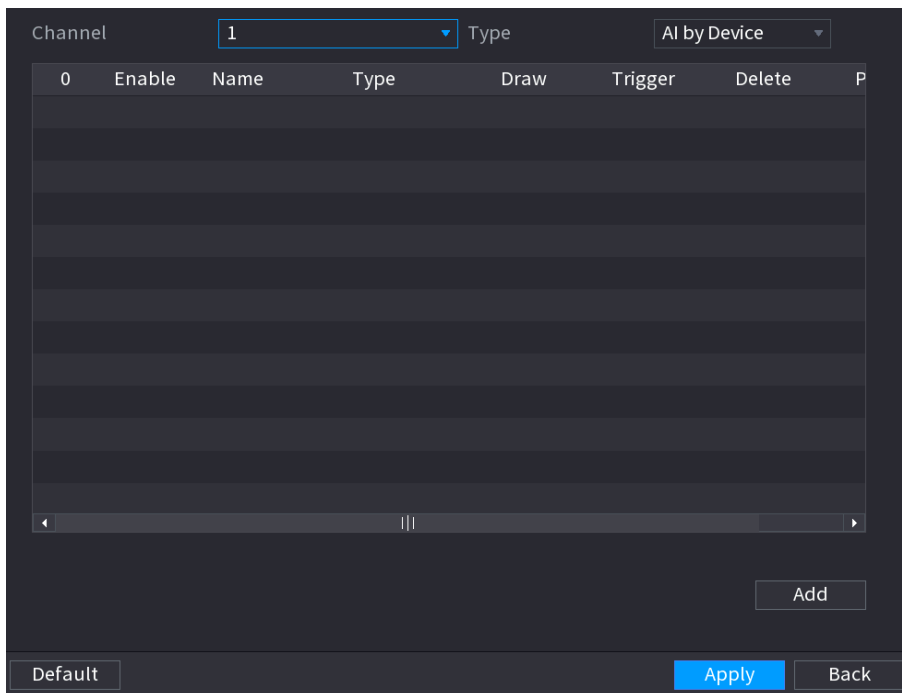 Channel 1 Type AI by Device
0 Enable Name Type Draw Trigger Delete P
Add
Default Apply Back